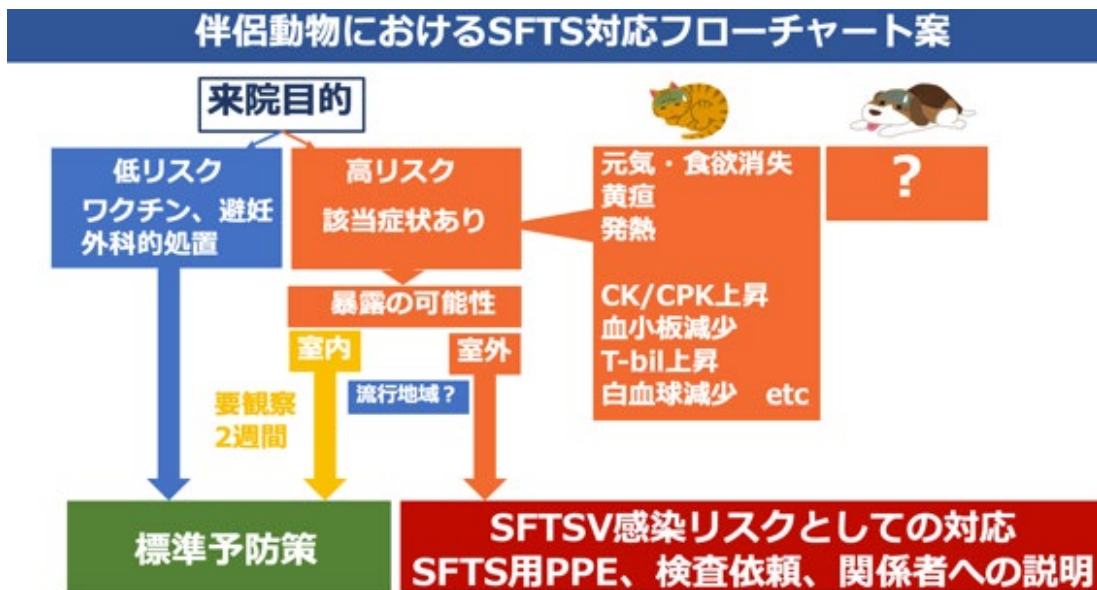 伴侶動物におけるSFTS対応フローチャート案
来院目的
低リスク
ワクチン、避妊
外科的処置
高リスク
該当症状あり
元気・食欲消失
黄疸
発熱
CK/CPK上昇
血小板減少
T-bil上昇
白血球減少　etc
?
暴露の可能性
室内
室外
流行地域？
要観察
2週間
標準予防策
SFTSV感染リスクとしての対応
SFTS用PPE、検査依頼、関係者への説明